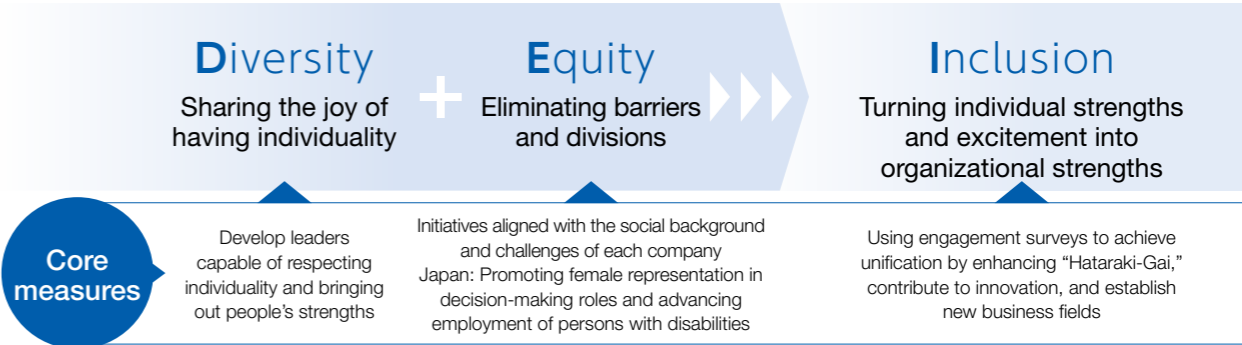 Diversity
Sharing the joy of
having individuality
+
Equity
Eliminating barriers
and divisions
Inclusion
Turning individual strengths
and excitement into
organizational strengths
Core
measures
Develop leaders
capable of respecting
individuality and bringing
out people’s strengths
Initiatives aligned with the social background
and challenges of each company
Japan: Promoting female representation in
decision-making roles and advancing
employment of persons with disabilities
Using engagement surveys to achieve
unification by enhancing “Hataraki-Gai,”
contribute to innovation, and establish
new business fields